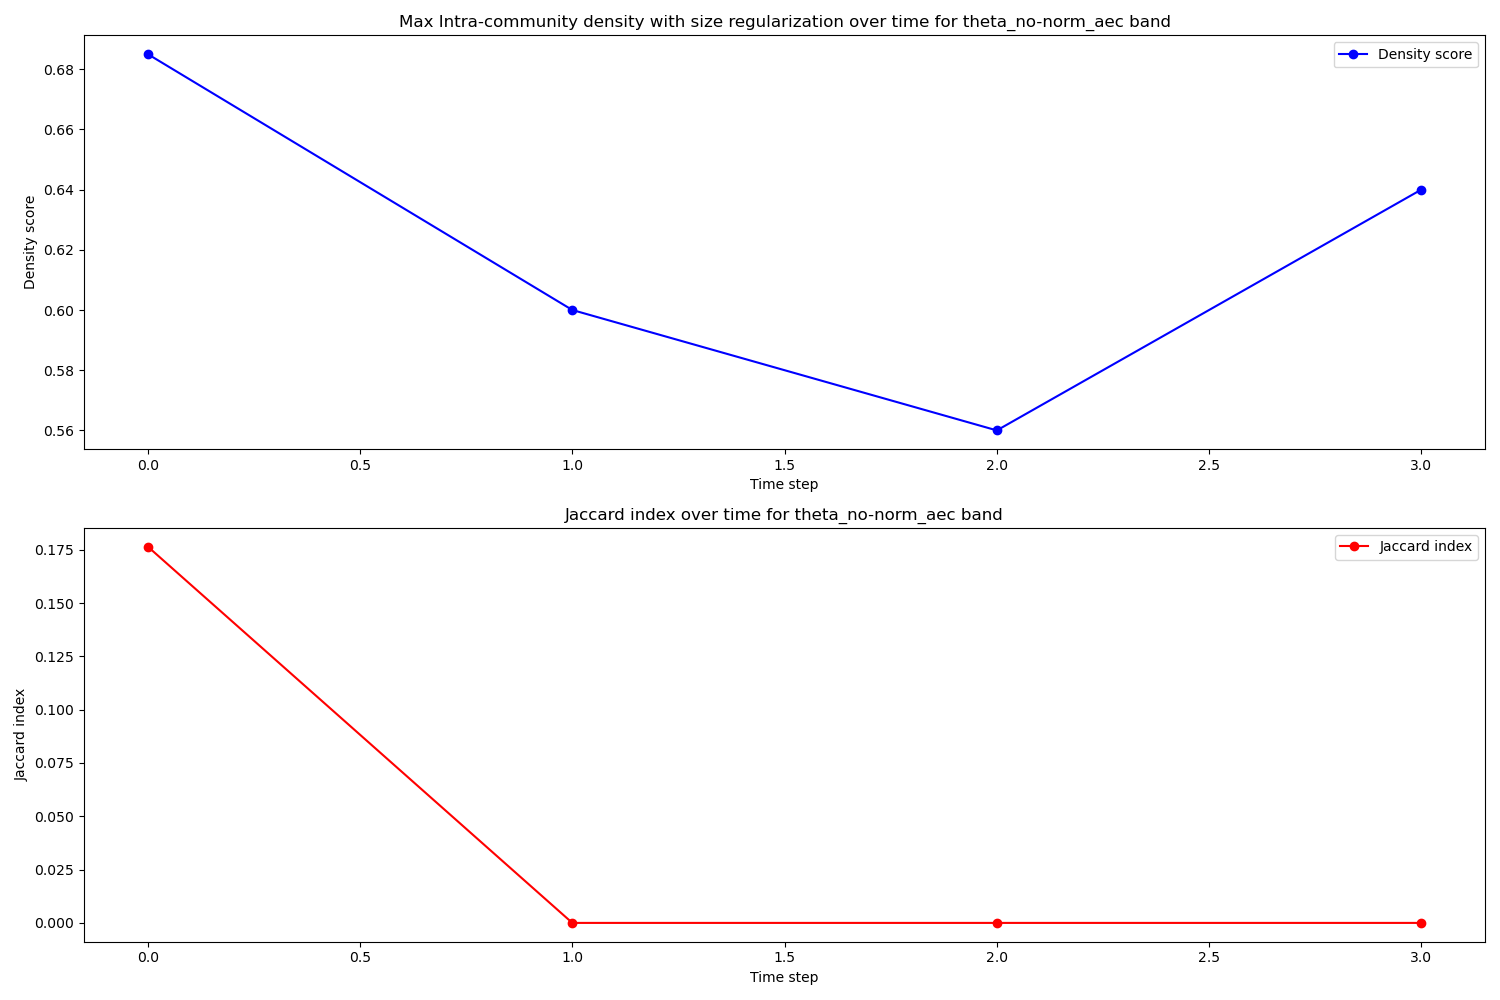 Max Intra-community density with size regularization over time for theta_no-norm_aec band
Density score
0.68
0.66
0.64
0.62
0.60
0.58
0.56
Density score
0.0 0.5 1.0 1.5 2.0 2.5 3.0
Time step
Jaccard index over time for theta_no-norm_aec band
Jaccard index
0.175
0.150
0.125
0.100
0.075
0.050
0.025
0.000
Jaccard index
0.0 0.5 1.0 1.5 2.0 2.5 3.0
Time step